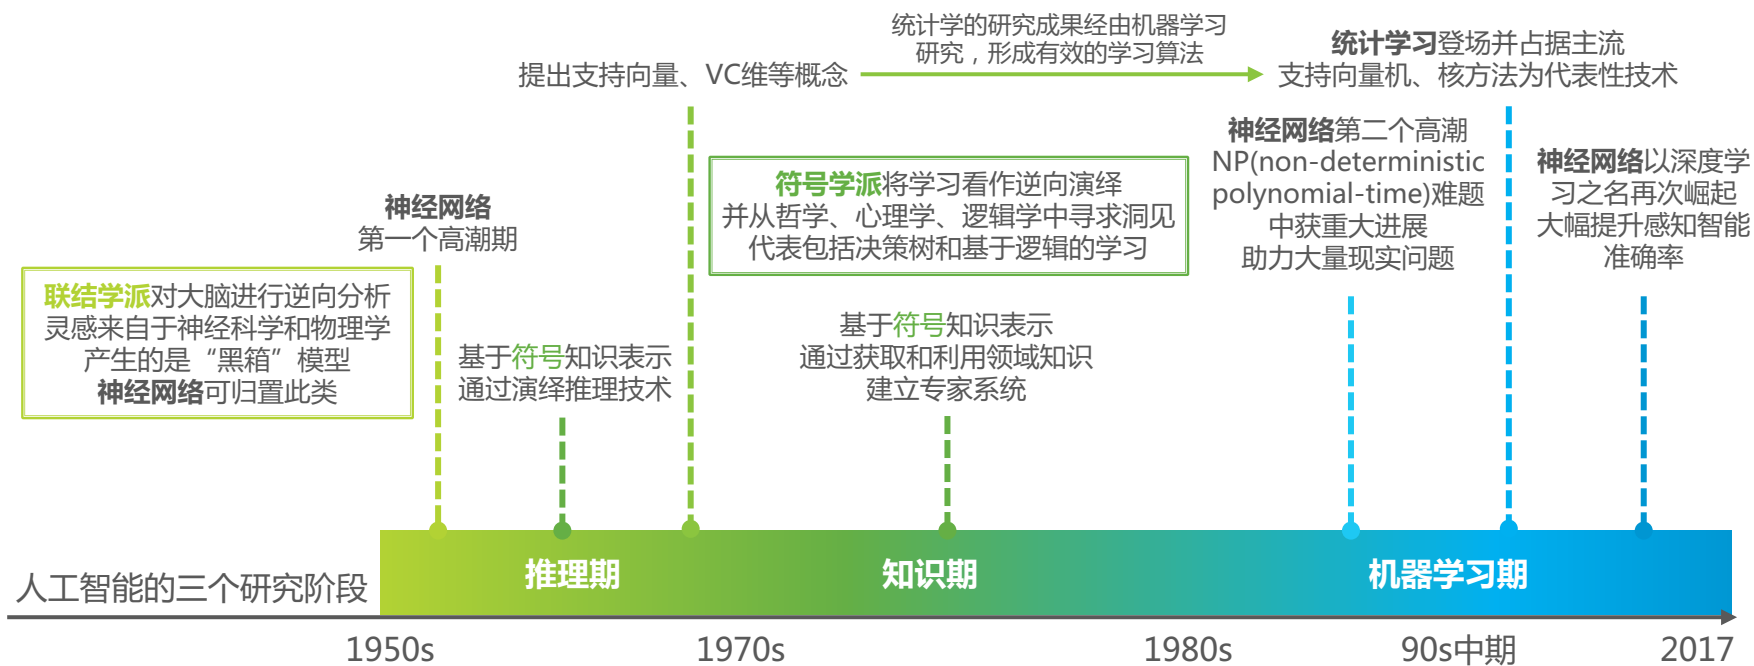 统计学的研究成果经由机器学习
研究，形成有效的学习算法
提出支持向量、VC维等概念
统计学习登场并占据主流
支持向量机、核方法为代表性技术
神经网络
第一个高潮期
符号学派将学习看作逆向演绎
并从哲学、心理学、逻辑学中寻求洞见
代表包括决策树和基于逻辑的学习
神经网络第二个高潮
NP(non-deterministic
polynomial-time)难题
中获重大进展
助力大量现实问题
神经网络以深度学
习之名再次崛起
大幅提升感知智能
准确率
联结学派对大脑进行逆向分析
灵感来自于神经科学和物理学
产生的是“黑箱”模型
神经网络可归置此类
基于符号知识表示
通过演绎推理技术
基于符号知识表示
通过获取和利用领域知识
建立专家系统
人工智能的三个研究阶段
推理期
知识期
机器学习期
1950s
1970s
1980s
90s中期
2017